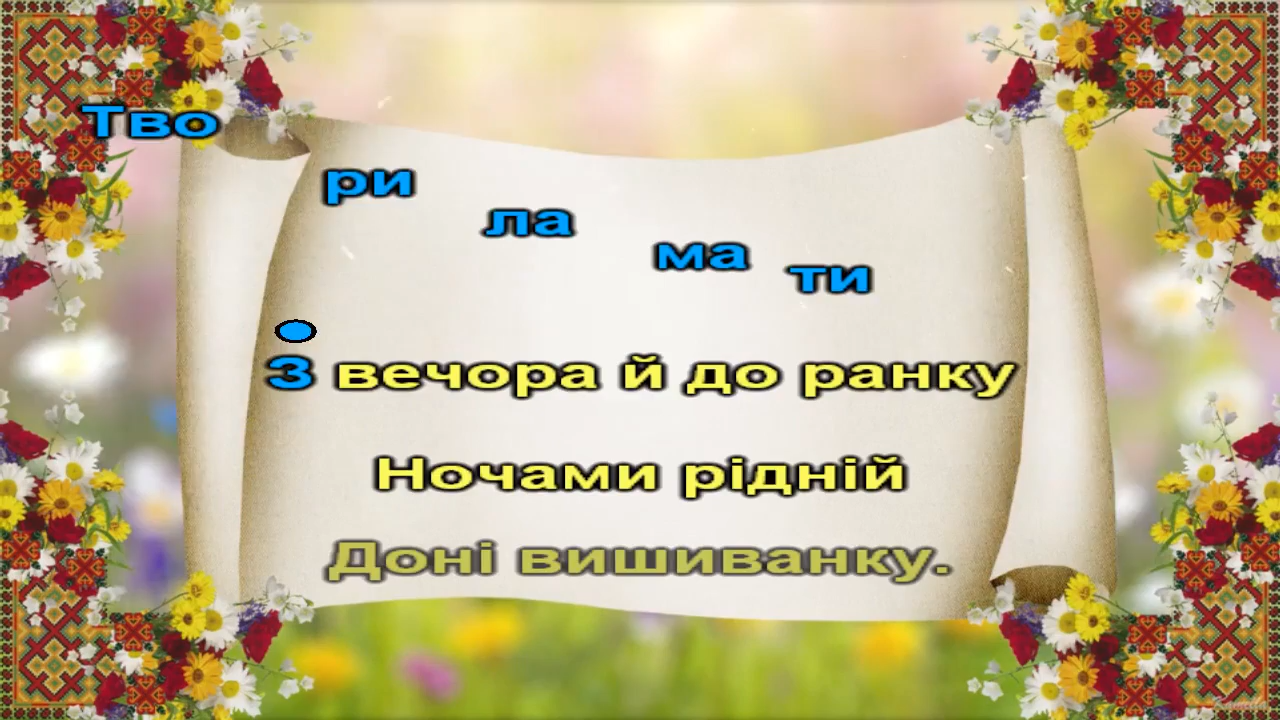 Тво ри ла ма ти
З вечора й до ранку
Ночами рідній
Доні вишиванку.